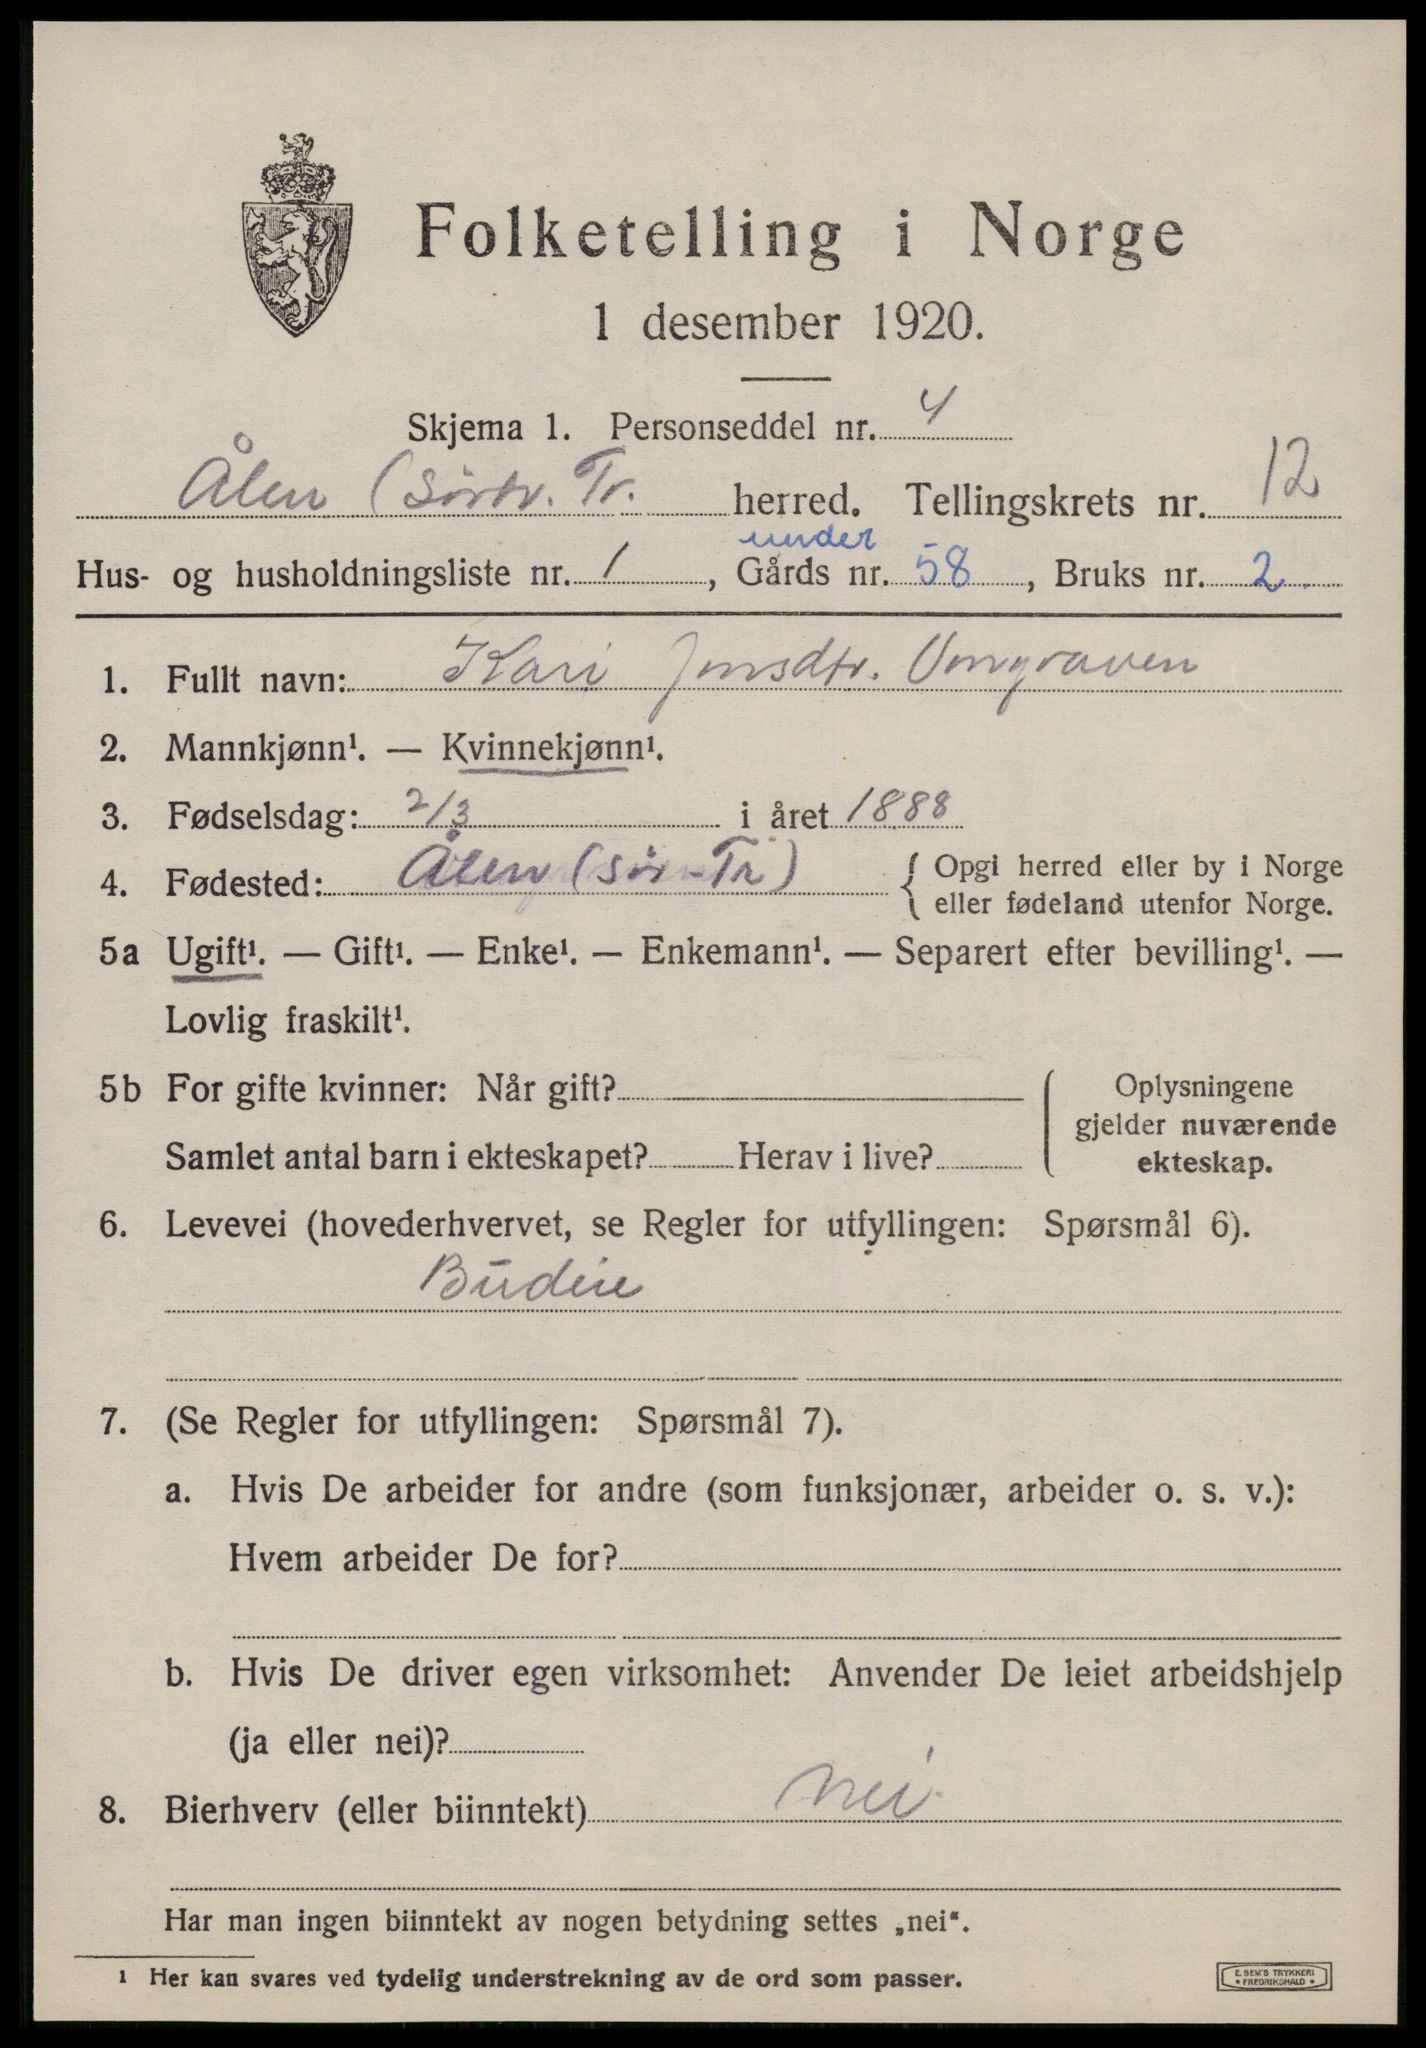 Folketelling i Norge
1 desember 1920.
Skjema 1. Personseddel nr. 4
Ålen (Sørtr. Tr. herred. Tellingskrets nr. 12
under
Hus- og husholdningsliste nr. 1, Gårds nr. 58, Bruks nr. 2.
1. Fullt navn: Kari Jonsdtr.
2. Mannkjønn¹. — Kvinnekjønn¹.
3. Fødselsdag: 2/3 i året 1888
4. Fødested: Ålen (Sør-Tr) { Opgi herred eller by i Norge
eller fødeland utenfor Norge.
5a Ugift¹. — Gift¹. — Enke¹. — Enkemann¹. — Separert efter bevilling¹. —
Lovlig fraskilt¹.
5b For gifte kvinner: Når gift?
Samlet antal barn i ekteskapet? Herav i live?
Oplysningene
gjelder nuværende
ekteskap.
6. Levevei (hovederhvervet, se Regler for utfyllingen: Spørsmål 6).
Budeie
7. (Se Regler for utfyllingen: Spørsmål 7).
a. Hvis De arbeider for andre (som funksjonær, arbeider o. s. v.):
Hvem arbeider De for?
b. Hvis De driver egen virksomhet: Anvender De leiet arbeidshjelp
(ja eller nei)?
8. Bierhverv (eller biinntekt) nei.
Har man ingen biinntekt av nogen betydning settes „nei“.
1 Her kan svares ved tydelig understrekning av de ord som passer.
E. SEM'S TRYKKERI
• FREDRIKSHALD •